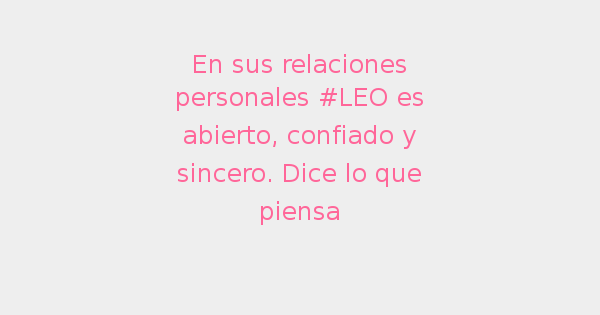 En sus relaciones
personales #LEO es
abierto, confiado y
sincero. Dice lo que
piensa